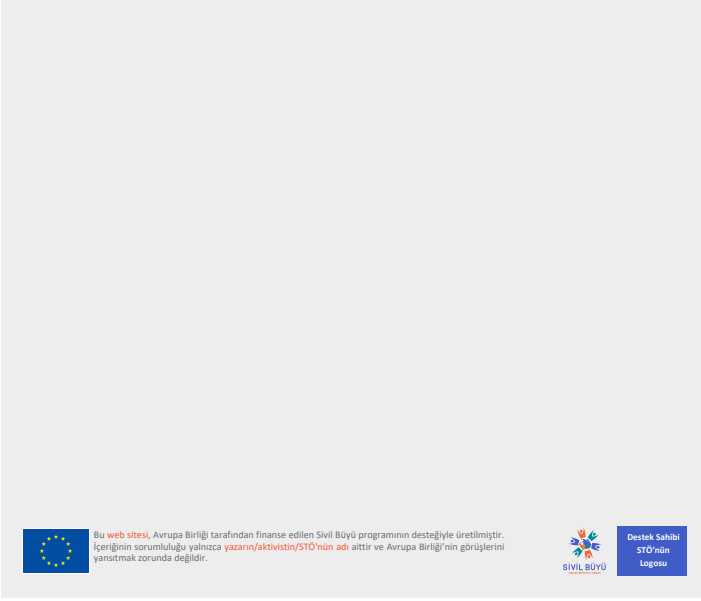 Bu web sitesi, Avrupa Birliği tarafından finanse edilen Sivil Büyü programının desteğiyle üretilmiştir.
İçeriğinin sorumluluğu yalnızca yazarın/aktivistin/STÖ'nün adı aittir ve Avrupa Birliği'nin görüşlerini
yansıtmak zorunda değildir.
SİVİL BÜYÜ
Destek Sahibi
STÖ'nün
Logosu